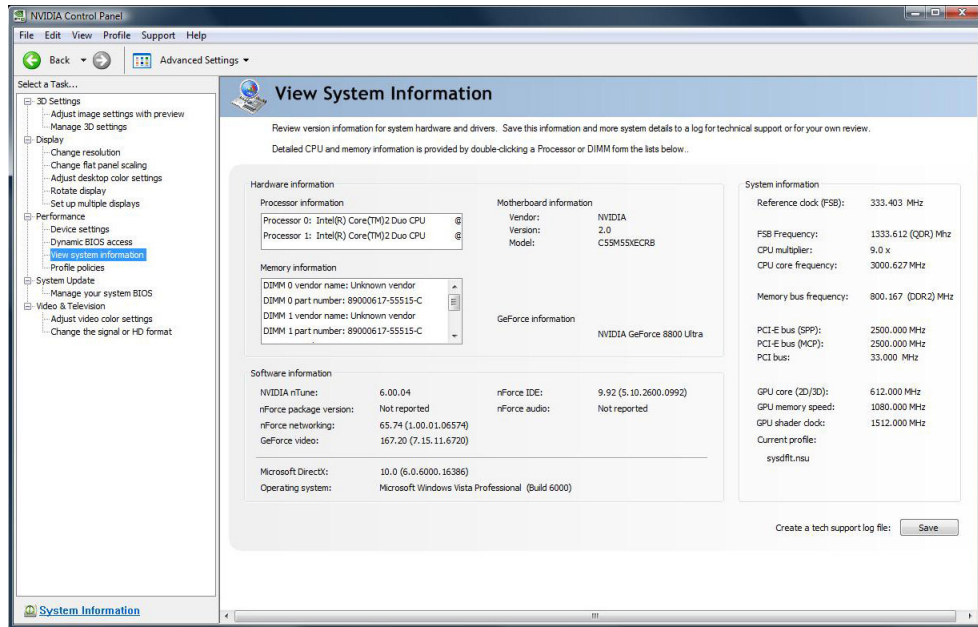 NVIDIA Control Panel
File Edit View Profile Support Help
Back Advanced Settings
Select a Task...
3D Settings
Adjust image settings with preview
Manage 3D settings
Display
Change resolution
Change flat panel scaling
Adjust desktop color settings
Rotate display
Set up multiple displays
Performance
Device settings
Dynamic BIOS access
View system information
Profile policies
System Update
Manage your system BIOS
Video & Television
Adjust video color settings
Change the signal or HD format
System Information
View System Information
Review version information for system hardware and drivers. Save this information and more system details to a log for technical support or for your own review.
Detailed CPU and memory information is provided by double-clicking a Processor or DIMM form the lists below..
Hardware information
Processor information
Processor 0: Intel(R) Core(TM)2 Duo CPU @
Processor 1: Intel(R) Core(TM)2 Duo CPU @
Memory information
DIMM 0 vendor name: Unknown vendor
DIMM 0 part number: 89000617-55515-C
DIMM 1 vendor name: Unknown vendor
DIMM 1 part number: 89000617-55515-C
Motherboard information
Vendor: NVIDIA
Version: 2.0
Model: C55M55XECRB
GeForce information
NVIDIA GeForce 8800 Ultra
Software information
NVIDIA nTune: 6.00.04 nForce IDE: 9.92 (5.10.2600.0992)
nForce package version: Not reported nForce audio: Not reported
nForce networking: 65.74 (1.00.01.06574)
GeForce video: 167.20 (7.15.11.6720)
Microsoft DirectX: 10.0 (6.0.6000.16386)
Operating system: Microsoft Windows Vista Professional (Build 6000)
System information
Reference clock (FSB): 333.403 MHz
FSB Frequency: 1333.612 (QDR) Mhz
CPU multiplier: 9.0 x
CPU core frequency: 3000.627 MHz
Memory bus frequency: 800.167 (DDR2) MHz
PCI-E bus (SPP): 2500.000 MHz
PCI-E bus (MCP): 2500.000 MHz
PCI bus: 33.000 MHz
GPU core (2D/3D): 612.000 MHz
GPU memory speed: 1080.000 MHz
GPU shader clock: 1512.000 MHz
Current profile:
sysdflt.nsu
Create a tech support log file: Save